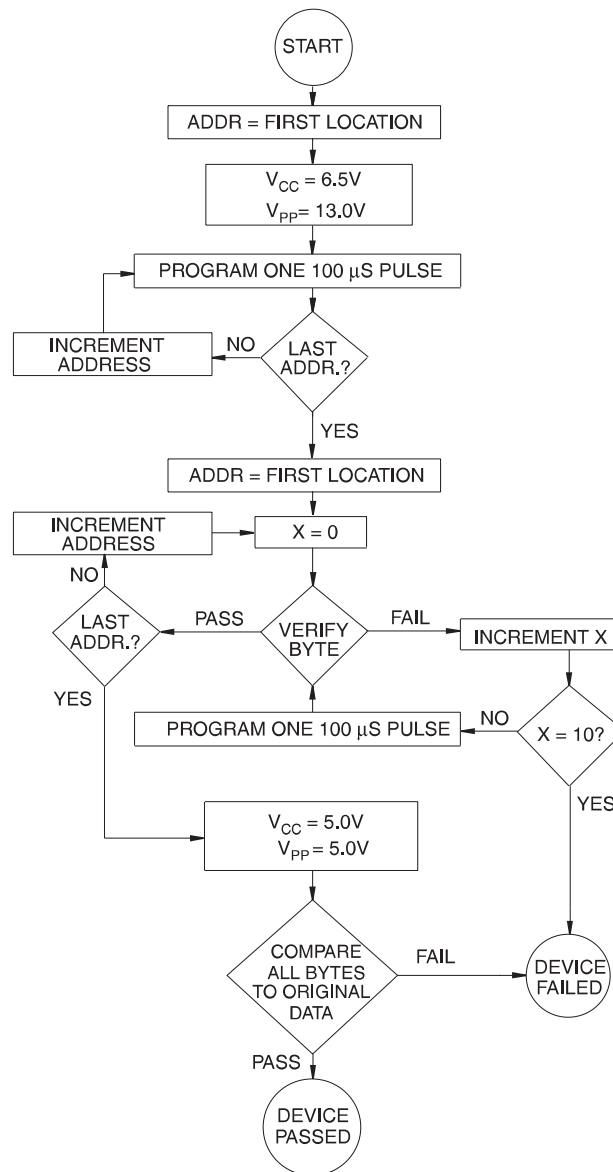 START
ADDR = FIRST LOCATION
VCC = 6.5V
VPP = 13.0V
PROGRAM ONE 100 µS PULSE
INCREMENT
ADDRESS
NO
LAST
ADDR.?
YES
ADDR = FIRST LOCATION
INCREMENT
ADDRESS
X = 0
NO
LAST
ADDR.?
PASS
VERIFY
BYTE
FAIL
INCREMENT X
YES
PROGRAM ONE 100 µS PULSE
NO
X = 10?
YES
VCC = 5.0V
VPP = 5.0V
COMPARE
ALL BYTES
TO ORIGINAL
DATA
FAIL
DEVICE
FAILED
PASS
DEVICE
PASSED